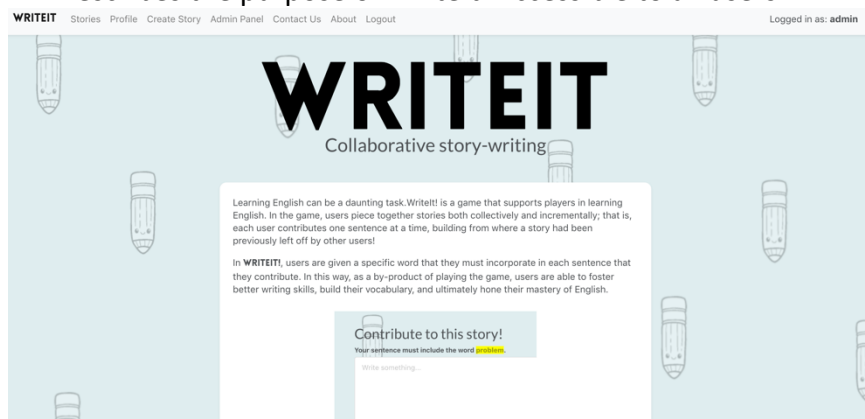 WRITEIT Stories Profile Create Story Admin Panel Contact Us About Logout Logged in as: admin
WRITEIT
Collaborative story-writing
Learning English can be a daunting task.WriteIt! is a game that supports players in learning
English. In the game, users piece together stories both collectively and incrementally; that is,
each user contributes one sentence at a time, building from where a story had been
previously left off by other users!
In WRITEIT!, users are given a specific word that they must incorporate in each sentence that
they contribute. In this way, as a by-product of playing the game, users are able to foster
better writing skills, build their vocabulary, and ultimately hone their mastery of English.
Contribute to this story!
Your sentence must include the word problem.
Write something...